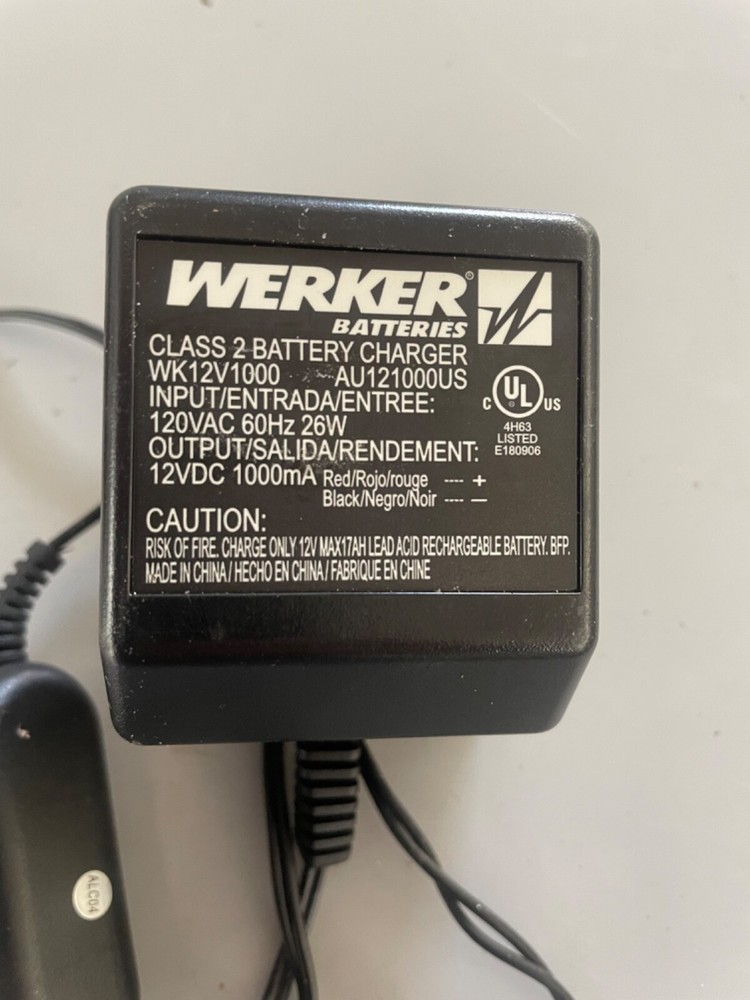 WERKER®
BATTERIES
CLASS 2 BATTERY CHARGER
WK12V1000 AU121000US
INPUT/ENTRADA/ENTREE:
120VAC 60Hz 26W
OUTPUT/SALIDA/RENDEMENT:
12VDC 1000mA Red/Rojo/rouge ---- +
Black/Negro/Noir ---- —
C UL US
4H63
LISTED
E180906
CAUTION:
RISK OF FIRE. CHARGE ONLY 12V MAX17AH LEAD ACID RECHARGEABLE BATTERY. BFP.
MADE IN CHINA / HECHO EN CHINA / FABRIQUE EN CHINE
ALC04